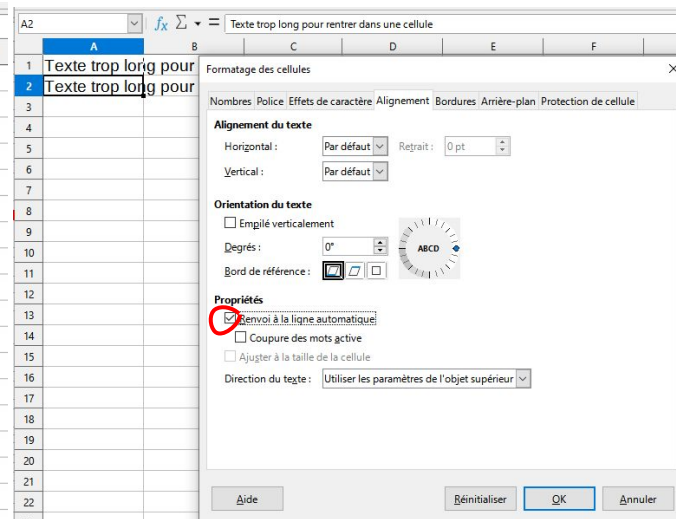 A2 fx Σ = Texte trop long pour rentrer dans une cellule
A B C D E F
1 Texte trop long pour
2 Texte trop long pour
3
4
5
6
7
8
9
10
11
12
13
14
15
16
17
18
19
20
21
22
Formatage des cellules
Nombres Police Effets de caractère Alignement Bordures Arrière-plan Protection de cellule
Alignement du texte
Horizontal : Par défaut Retrait : 0 pt
Vertical : Par défaut
Orientation du texte
Empilé verticalement
Degrés : 0° ABCD
Bord de référence :
Propriétés
Renvoi à la ligne automatique
Coupure des mots active
Ajuster à la taille de la cellule
Direction du texte : Utiliser les paramètres de l'objet supérieur
Aide Réinitialiser OK Annuler